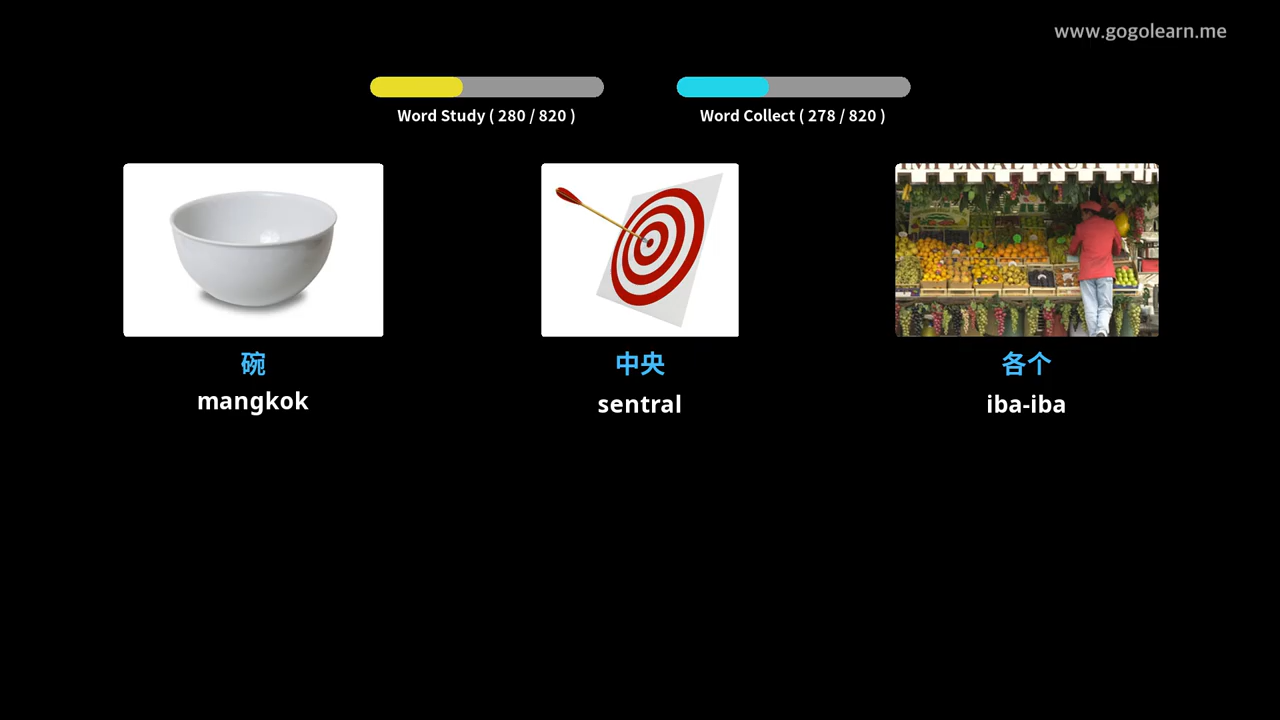 www.gogolearn.me
Word Study ( 280 / 820 )
Word Collect ( 278 / 820 )
碗
中央
各个
mangkok
sentral
iba-iba